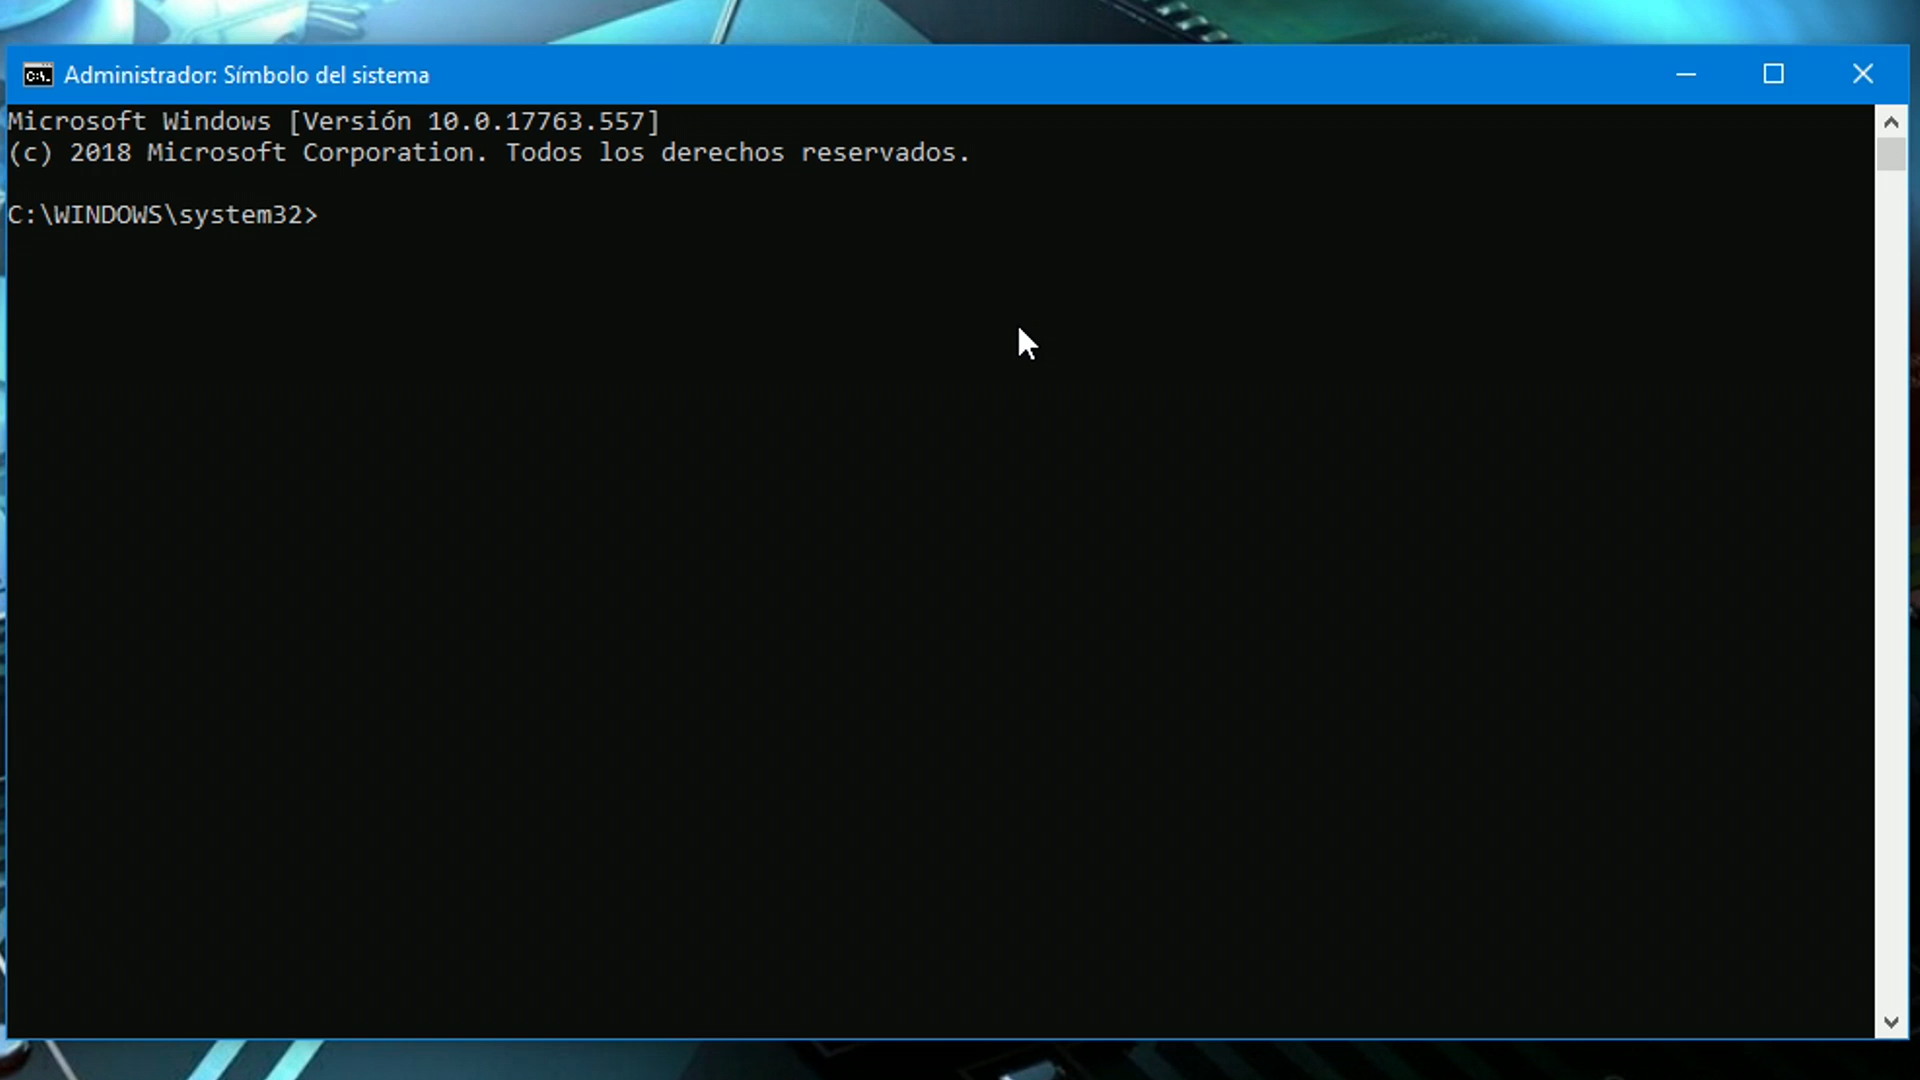 Administrador: Símbolo del sistema
Microsoft Windows [Versión 10.0.17763.557]
(c) 2018 Microsoft Corporation. Todos los derechos reservados.
C:\WINDOWS\system32>